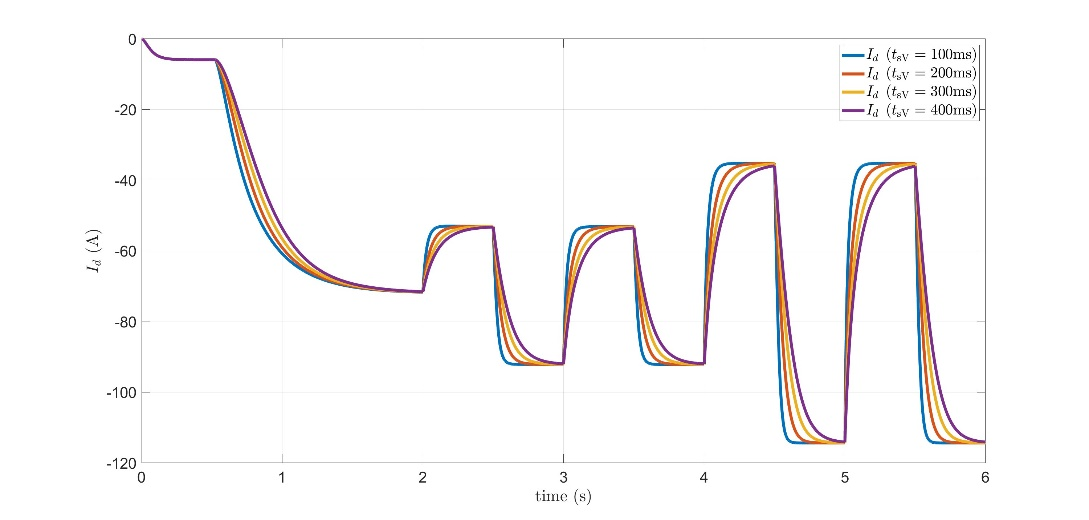 I_d (t_sV = 100ms)
I_d (t_sV = 200ms)
I_d (t_sV = 300ms)
I_d (t_sV = 400ms)
0
-20
-40
-60
-80
-100
-120
I_d (A)
0 1 2 3 4 5 6
time (s)